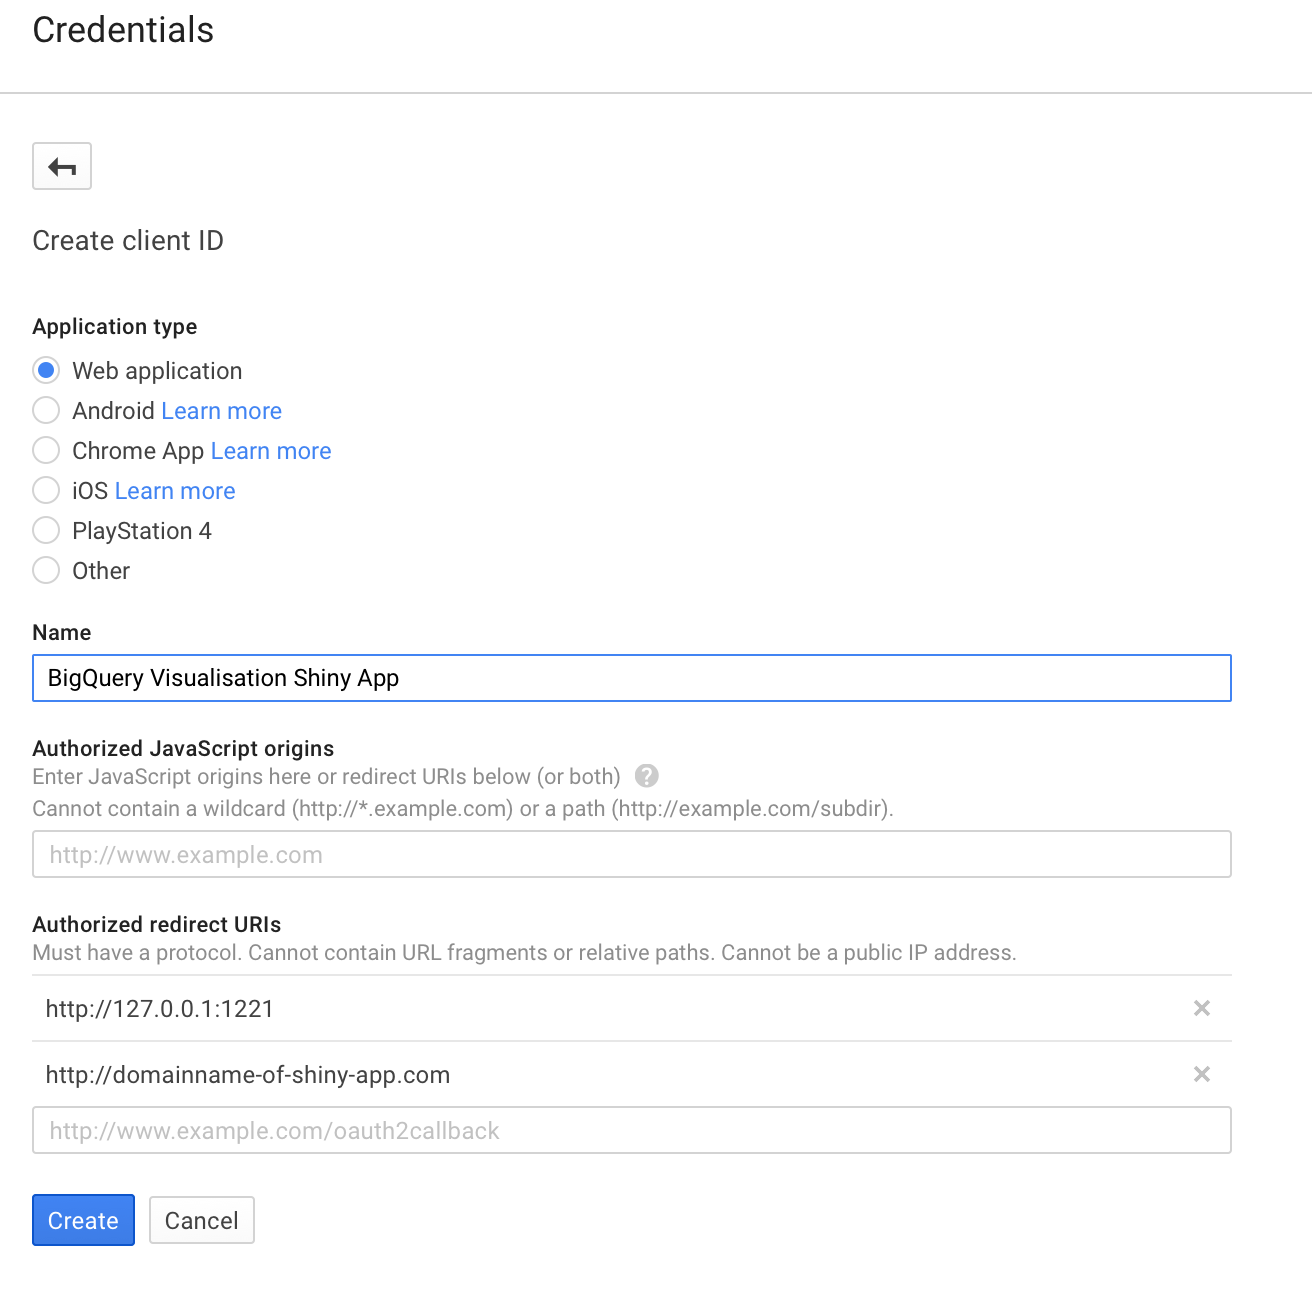 Credentials
Create client ID
Application type
Web application
Android Learn more
Chrome App Learn more
iOS Learn more
PlayStation 4
Other
Name
BigQuery Visualisation Shiny App
Authorized JavaScript origins
Enter JavaScript origins here or redirect URIs below (or both) ?
Cannot contain a wildcard (http://*.example.com) or a path (http://example.com/subdir).
http://www.example.com
Authorized redirect URIs
Must have a protocol. Cannot contain URL fragments or relative paths. Cannot be a public IP address.
http://127.0.0.1:1221
http://domainname-of-shiny-app.com
http://www.example.com/oauth2callback
Create Cancel